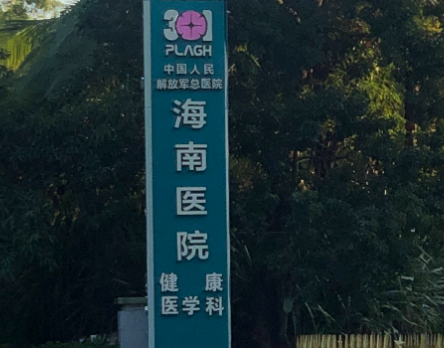 301
PLAGH
中国人民
解放军总医院
海南医院
健康
医学科